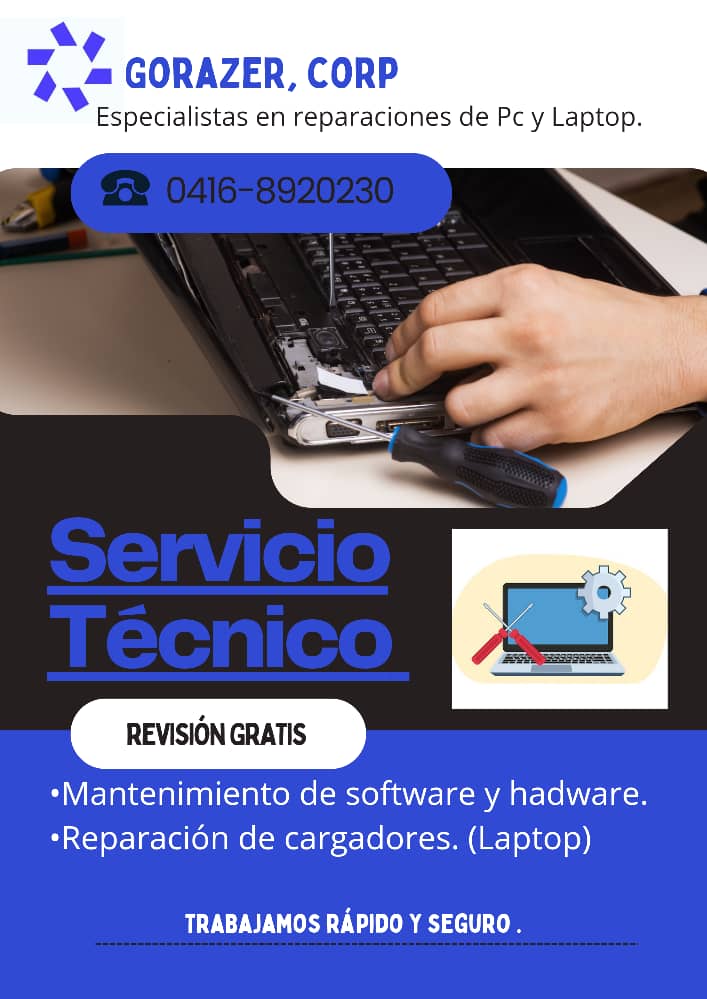 GORAZER, CORP
Especialistas en reparaciones de Pc y Laptop.
0416-8920230
Servicio
Técnico
REVISIÓN GRATIS
•Mantenimiento de software y hadware.
•Reparación de cargadores. (Laptop)
TRABAJAMOS RÁPIDO Y SEGURO .